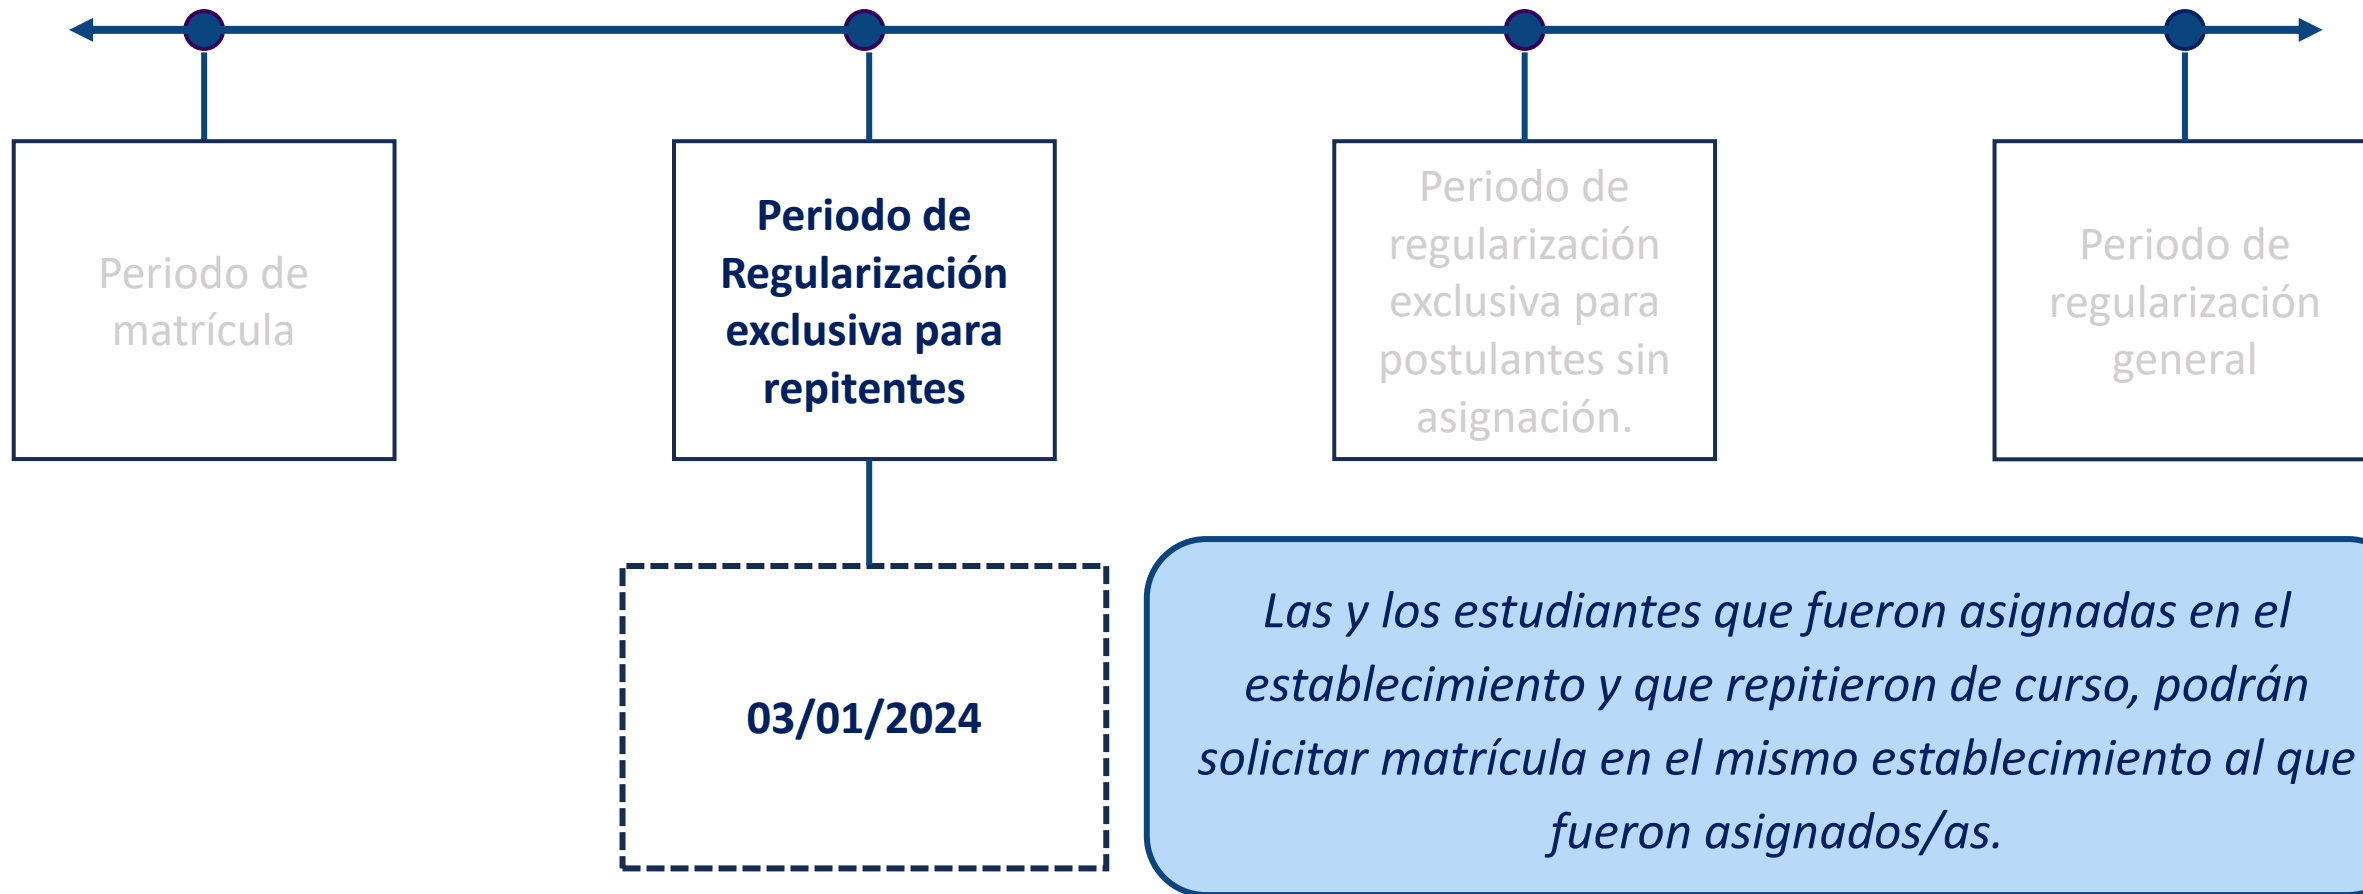 Periodo de
matrícula
Periodo de
Regularización
exclusiva para
repitentes
Periodo de
regularización
exclusiva para
postulantes sin
asignación.
Periodo de
regularización
general
03/01/2024
Las y los estudiantes que fueron asignadas en el
establecimiento y que repitieron de curso, podrán
solicitar matrícula en el mismo establecimiento al que
fueron asignados/as.